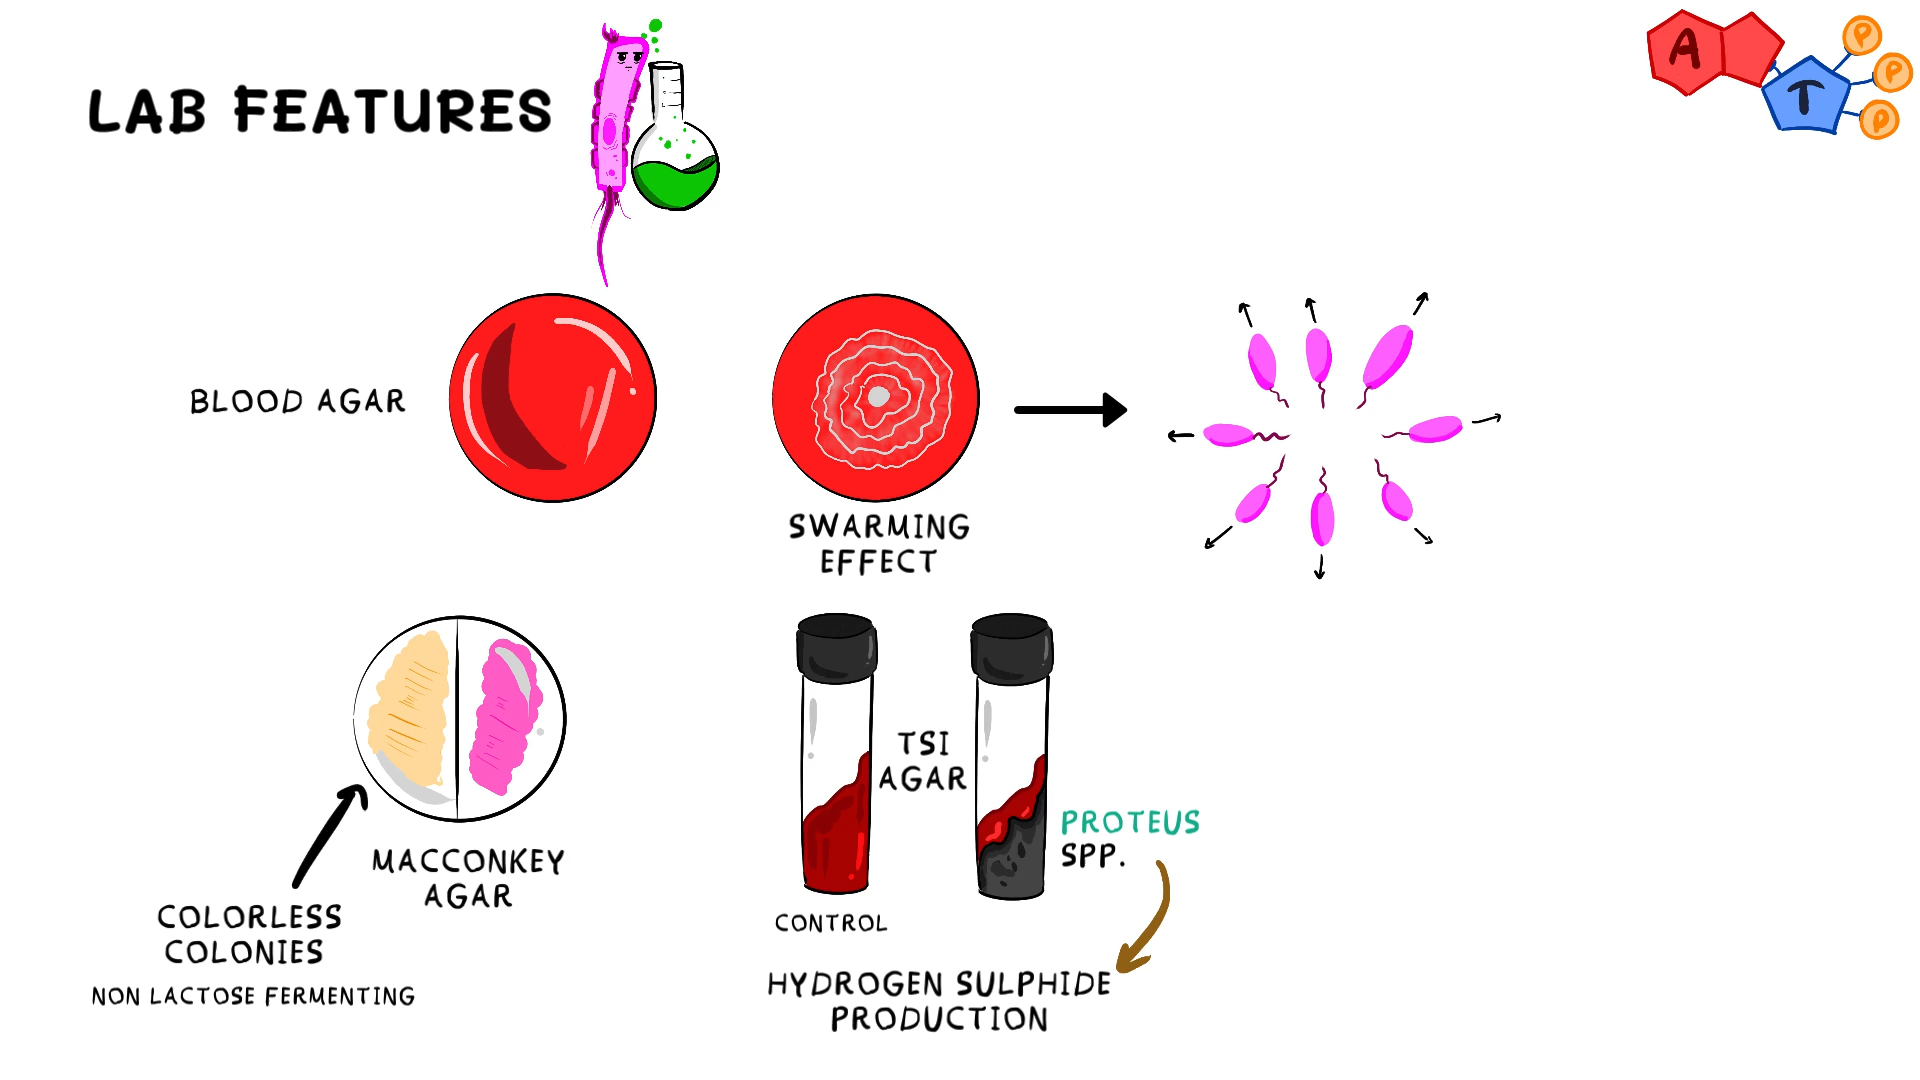 LAB FEATURES
A
T
P
P
P
BLOOD AGAR
SWARMING
EFFECT
MACCONKEY
AGAR
COLORLESS
COLONIES
NON LACTOSE FERMENTING
TSI
AGAR
PROTEUS
SPP.
CONTROL
HYDROGEN SULPHIDE
PRODUCTION